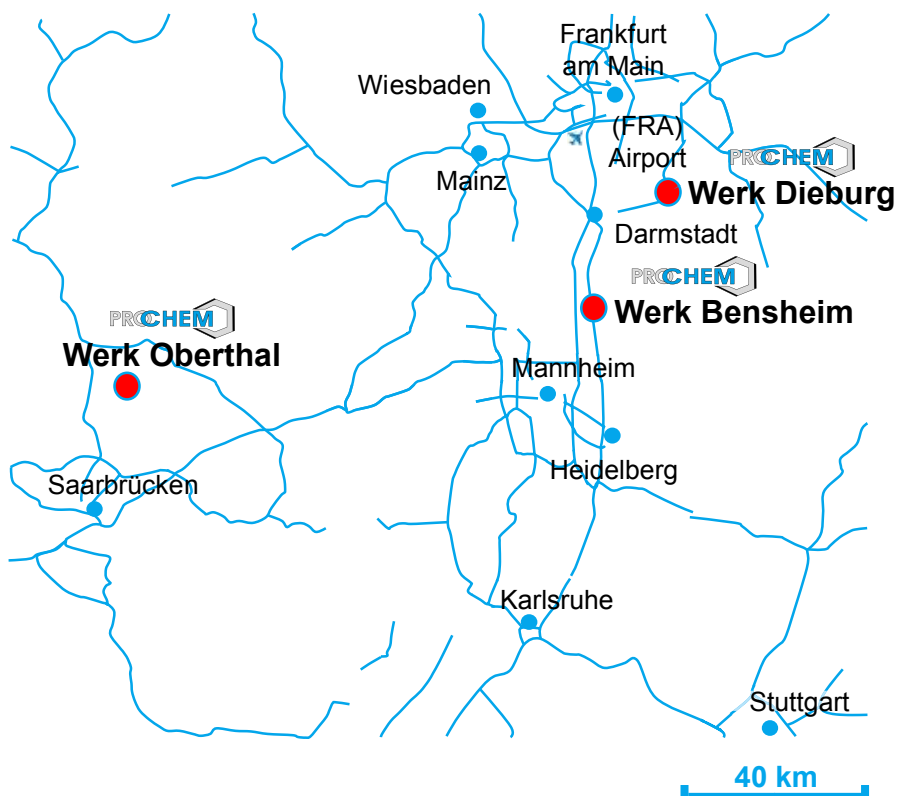 Frankfurt
am Main
Wiesbaden
(FRA)
Airport
Mainz
PROCHEM
Werk Dieburg
Darmstadt
PROCHEM
Werk Bensheim
PROCHEM
Werk Oberthal
Mannheim
Heidelberg
Saarbrücken
Karlsruhe
Stuttgart
40 km